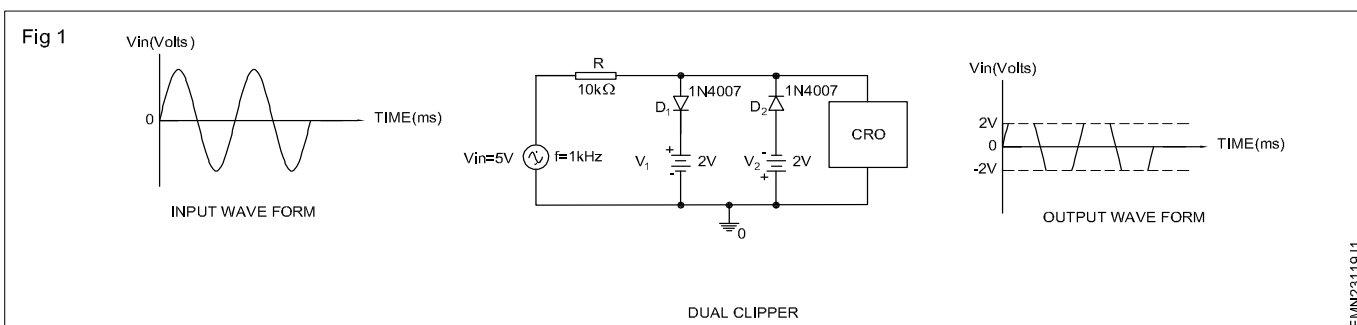 Fig 1
Vin(Volts)
0
TIME(ms)
INPUT WAVE FORM
R
10kΩ
1N4007
1N4007
D1
D2
CRO
Vin=5V
f=1kHz
+
V1
2V
-
-
V2
2V
+
0
DUAL CLIPPER
Vin(Volts)
2V
0
-2V
TIME(ms)
OUTPUT WAVE FORM